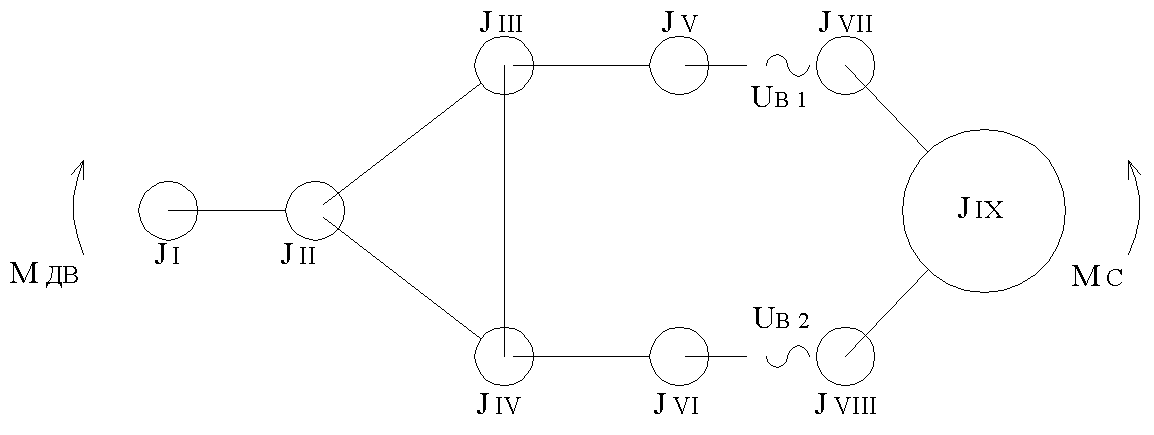 J III
J V
J VII
UВ 1
J IX
J I
J II
М ДВ
М С
UВ 2
J IV
J VI
J VIII